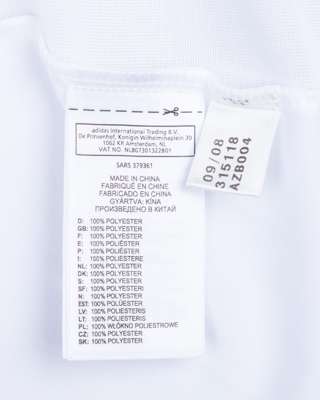 adidas International Trading B.V.
De Prinsenhof, Konigin Wilhelminaplein 30
1062 KR Amsterdam, NL
VAT NO. NL807301322B01
SARS 379361
MADE IN CHINA
FABRIQUÉ EN CHINE
FABRICADO EN CHINA
GYÁRTVA: KÍNA
ПРОИЗВЕДЕНО В КИТАЙ
D: 100% POLYESTER
GB: 100% POLYESTER
F: 100% POLYESTER
E: 100% POLIÉSTER
P: 100% POLIÉSTER
I: 100% POLIESTERE
NL: 100% POLYESTER
DK: 100% POLYESTER
S: 100% POLYESTER
SF: 100% POLYESTERI
N: 100% POLYESTER
EST: 100% POLÜESTER
LV: 100% POLIESTERS
LT: 100% POLIESTERIS
PL: 100% WŁÓKNO POLIESTROWE
CZ: 100% POLYESTER
SK: 100% POLYESTER
09/08
315118
AZB004